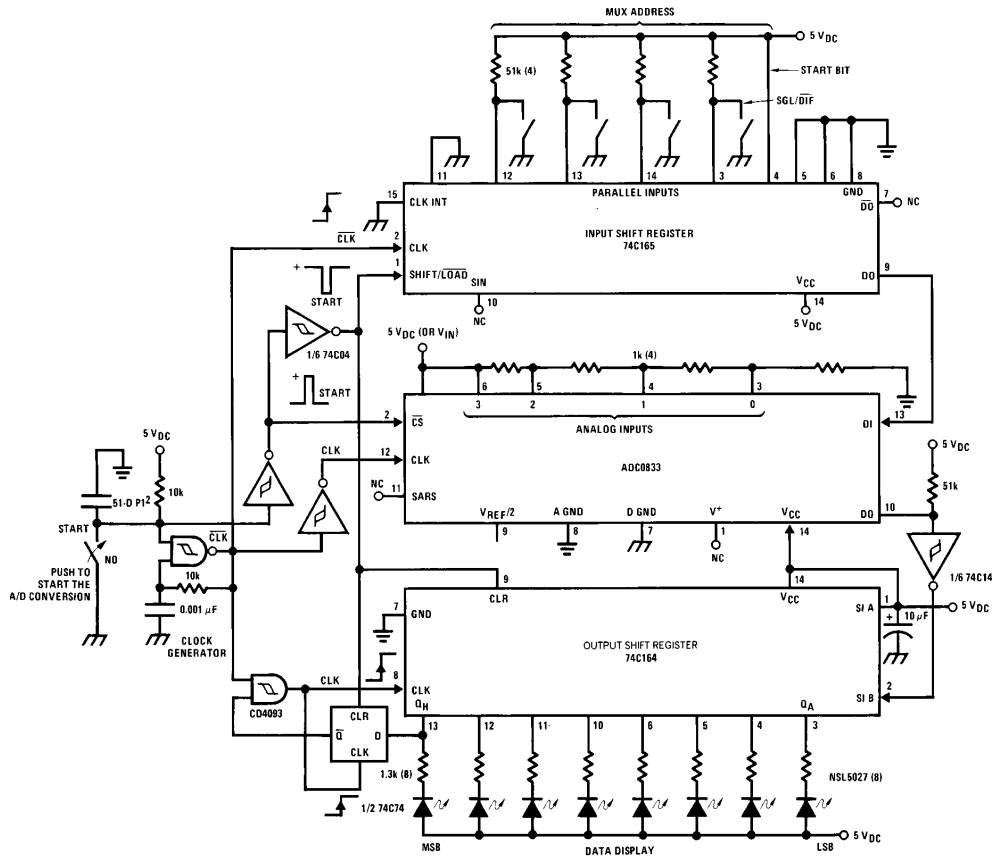 MUX ADDRESS
5 VDC
51k (4)
START BIT
SGL/DIF
11
12
13
14
3
4
5
6
8
PARALLEL INPUTS
GND
15
CLK INT
7
DO
NC
INPUT SHIFT REGISTER
74C165
CLK
2
CLK
1
SHIFT/LOAD
9
DO
+
START
SIN
10
NC
VCC
14
5 VDC
1/6 74C04
5 VDC (OR VIN)
1k (4)
+
START
6
5
4
3
3
2
1
0
ANALOG INPUTS
2
CS
13
DI
5 VDC
CLK
12
CLK
ADC0833
5 VDC
51-D P1²
10k
NC
11
SARS
51k
VREF/2
A GND
D GND
V+
VCC
DO
10
9
8
7
1
14
NC
START
CLK
NO
PUSH TO
START THE
A/D CONVERSION
10k
1/6 74C14
0.001 µF
CLOCK
GENERATOR
9
CLR
14
VCC
7
GND
SI A
1
5 VDC
+
10 µF
OUTPUT SHIFT REGISTER
74C164
CLK
8
CLK
2
SI B
CD4093
QH
QA
CLR
Q
D
CLK
13
12
11
10
6
5
4
3
1.3k (8)
NSL5027 (8)
1/2 74C74
MSB
DATA DISPLAY
LSB
5 VDC